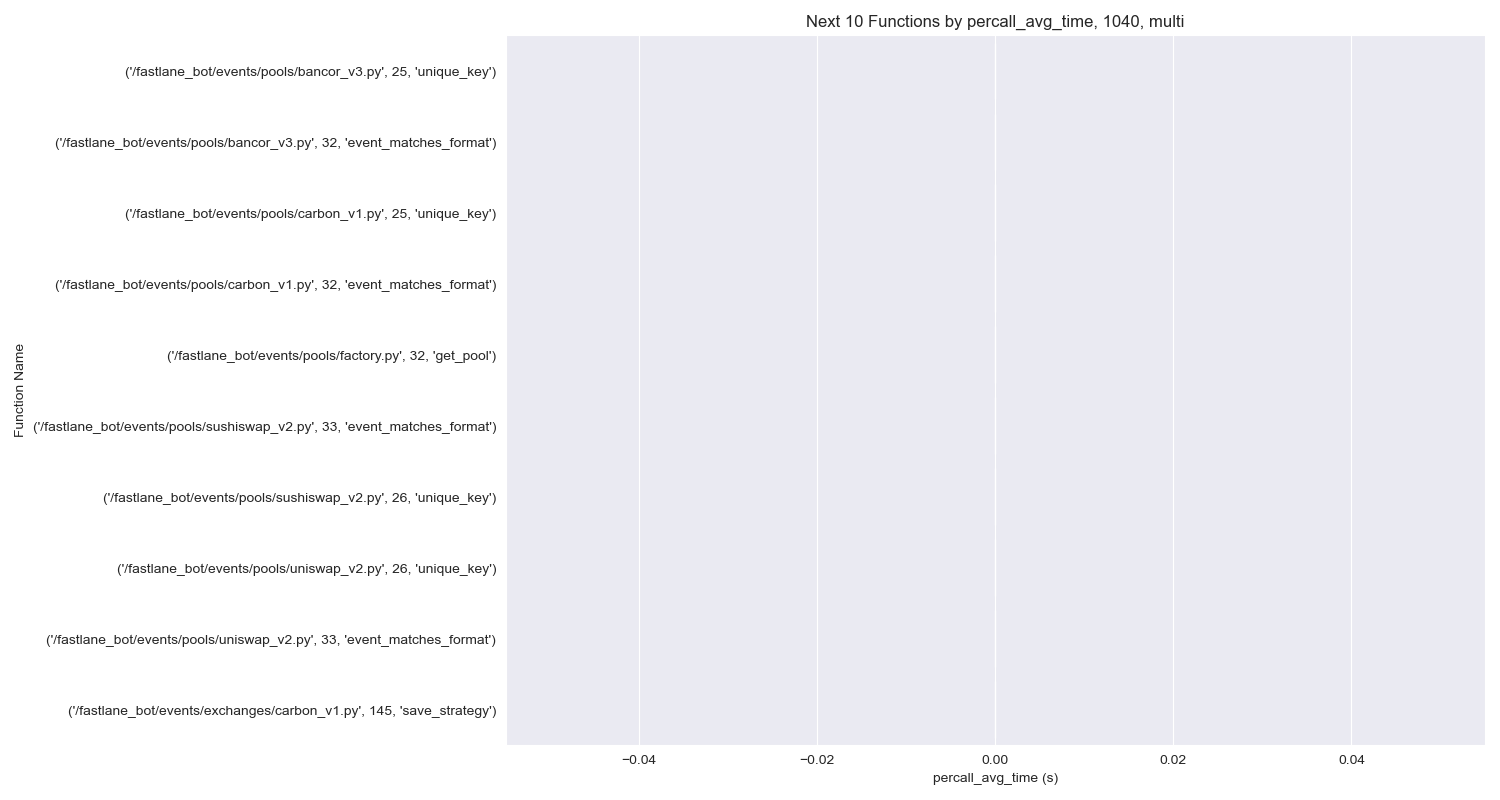 Next 10 Functions by percall_avg_time, 1040, multi
Function Name
('/fastlane_bot/events/pools/bancor_v3.py', 25, 'unique_key')
('/fastlane_bot/events/pools/bancor_v3.py', 32, 'event_matches_format')
('/fastlane_bot/events/pools/carbon_v1.py', 25, 'unique_key')
('/fastlane_bot/events/pools/carbon_v1.py', 32, 'event_matches_format')
('/fastlane_bot/events/pools/factory.py', 32, 'get_pool')
('/fastlane_bot/events/pools/sushiswap_v2.py', 33, 'event_matches_format')
('/fastlane_bot/events/pools/sushiswap_v2.py', 26, 'unique_key')
('/fastlane_bot/events/pools/uniswap_v2.py', 26, 'unique_key')
('/fastlane_bot/events/pools/uniswap_v2.py', 33, 'event_matches_format')
('/fastlane_bot/events/exchanges/carbon_v1.py', 145, 'save_strategy')
−0.04 −0.02 0.00 0.02 0.04
percall_avg_time (s)